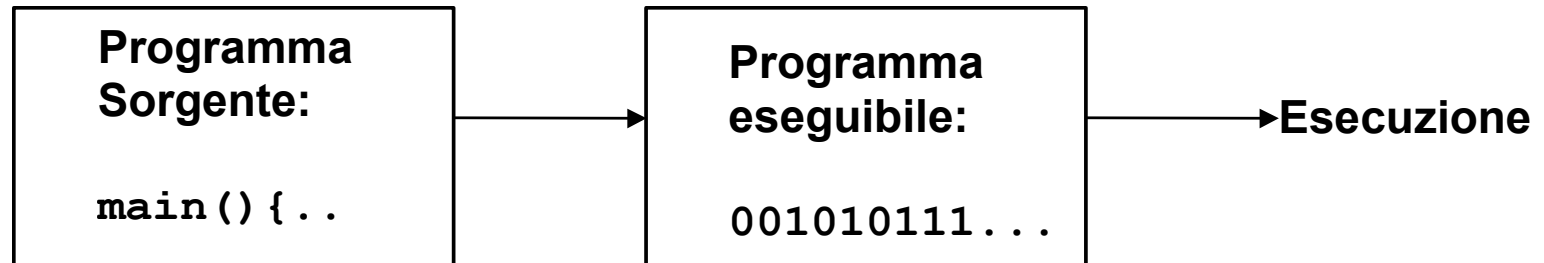 Programma
Sorgente:
main(){..
Programma
eseguibile:
001010111...
Esecuzione